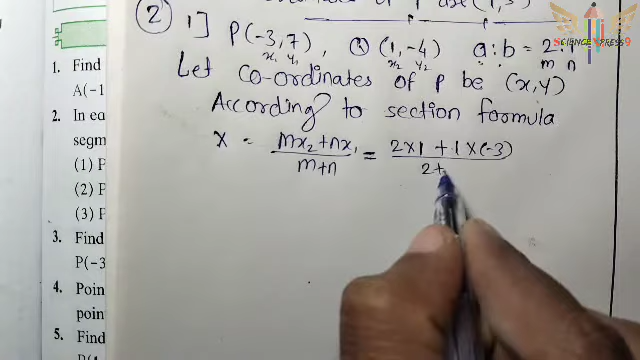 (2) 1] P(-3,7), Q(1,-4) a:b = 2:1
x₁ y₁ x₂ y₂ m n
Let co-ordinates of P be (x,y)
According to section formula
x = mx₂+nx₁ / m+n = 2×1 + 1×(-3) / 2+
SCIENCE XPRESS9
1. Find
A(-1
2. In ea
segm
(1) P
(2) P
(3) P
3. Find
P(-3
4. Poin
poin
5. Find